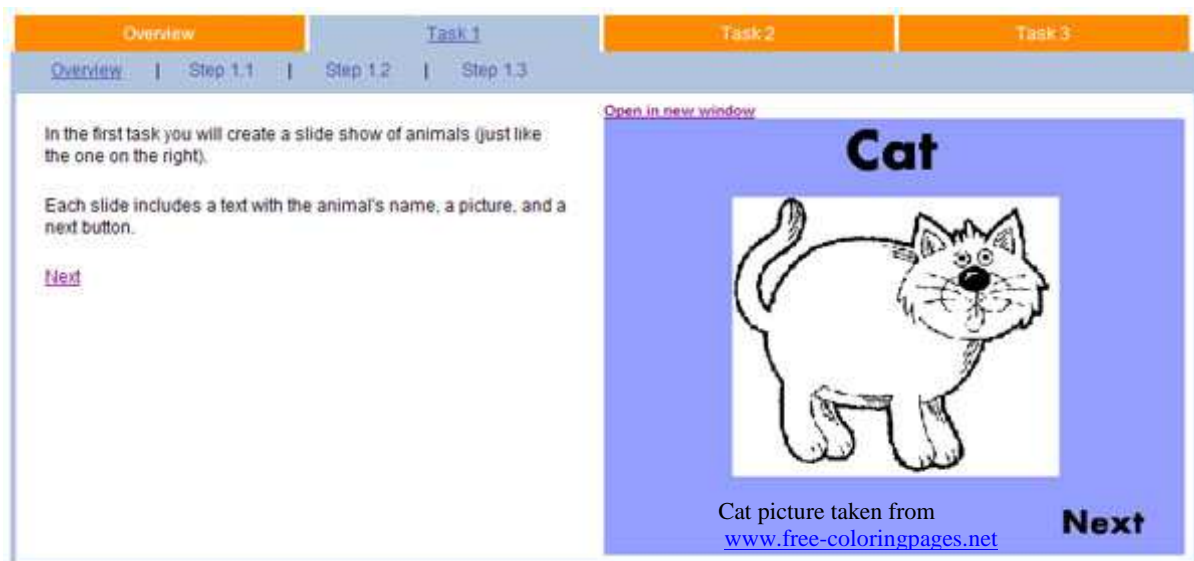 Overview Task 1 Task 2 Task 3
Overview | Step 1.1 | Step 1.2 | Step 1.3
In the first task you will create a slide show of animals (just like
the one on the right).
Each slide includes a text with the animal's name, a picture, and a
next button.
Next
Open in new window
Cat
Cat picture taken from
www.free-coloringpages.net
Next